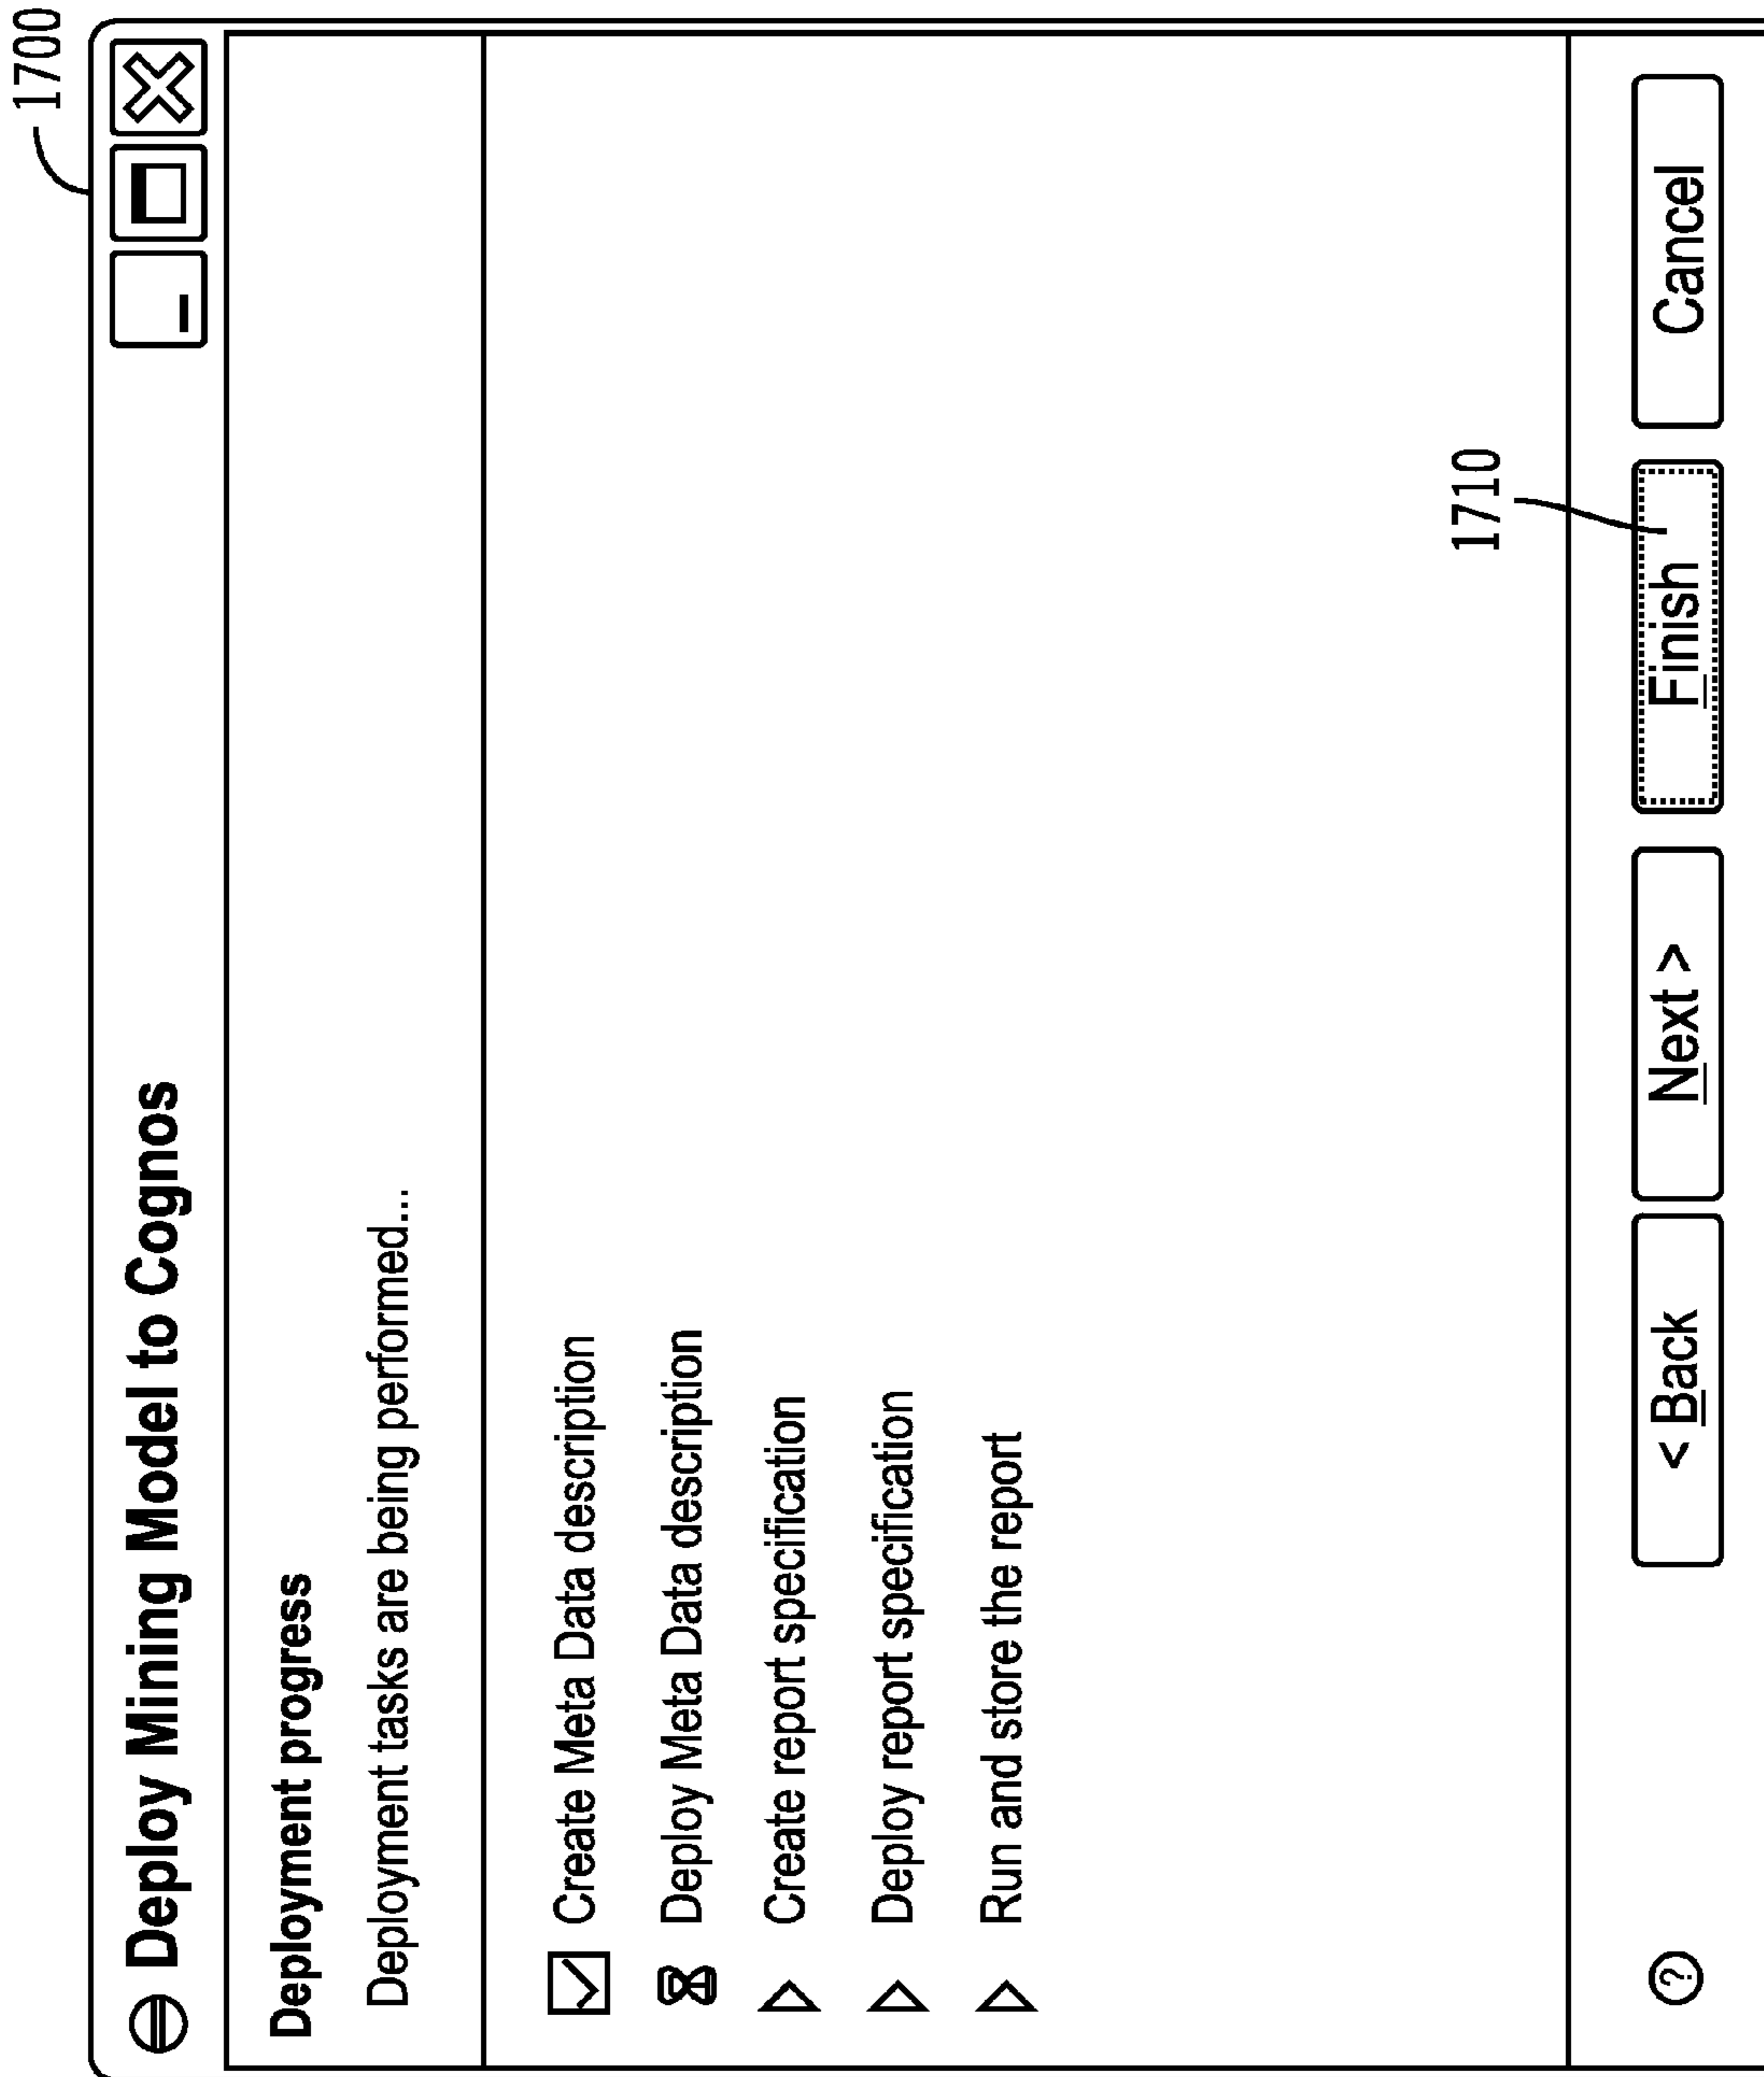 1700
Deploy Mining Model to Cognos
Deployment progress
Deployment tasks are being performed...
Create Meta Data description
Deploy Meta Data description
Create report specification
Deploy report specification
Run and store the report
1710
?
< Back
Next >
Finish
Cancel